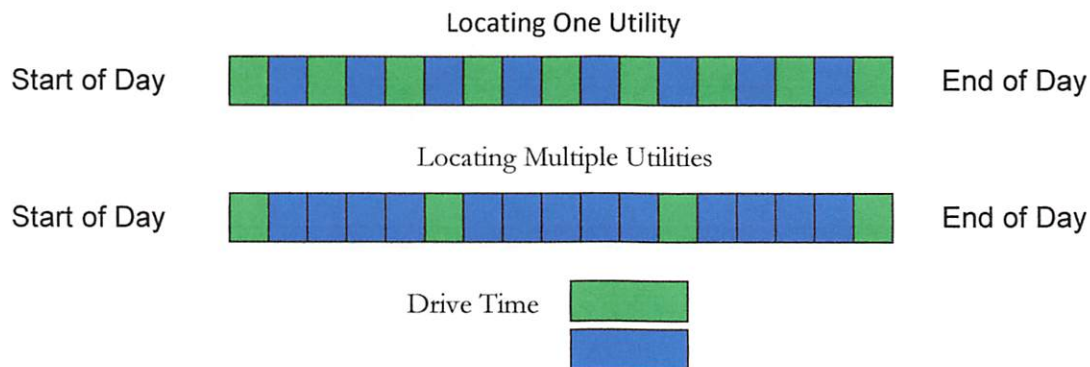 Locating One Utility
Start of Day
End of Day
Locating Multiple Utilities
Start of Day
End of Day
Drive Time